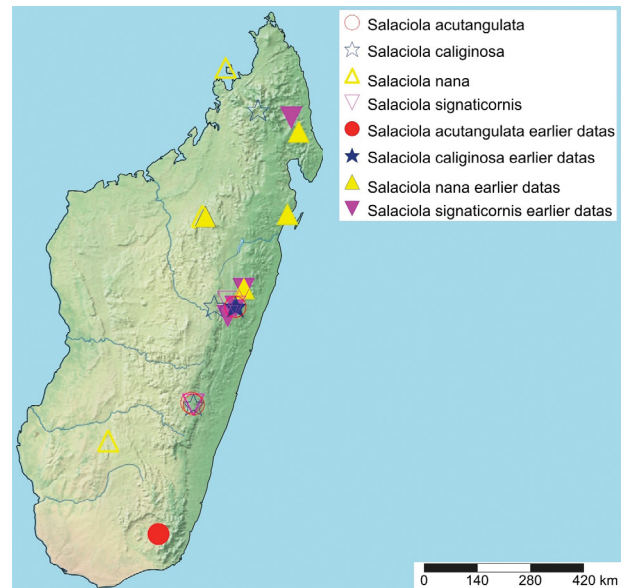 Salaciola acutangulata
Salaciola caliginosa
Salaciola nana
Salaciola signaticornis
Salaciola acutangulata earlier datas
Salaciola caliginosa earlier datas
Salaciola nana earlier datas
Salaciola signaticornis earlier datas
0 140 280 420 km